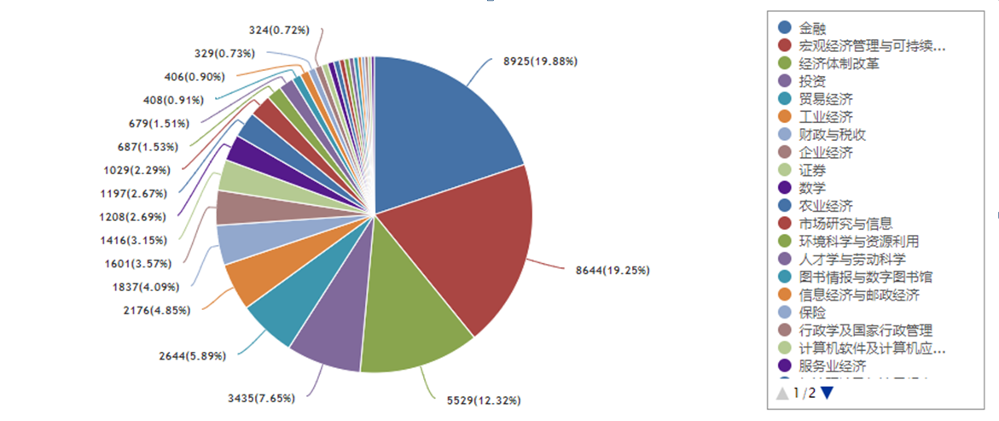 324(0.72%)
329(0.73%)
406(0.90%)
408(0.91%)
679(1.51%)
687(1.53%)
1029(2.29%)
1197(2.67%)
1208(2.69%)
1416(3.15%)
1601(3.57%)
1837(4.09%)
2176(4.85%)
2644(5.89%)
3435(7.65%)
5529(12.32%)
8644(19.25%)
8925(19.88%)
金融
宏观经济管理与可持续...
经济体制改革
投资
贸易经济
工业经济
财政与税收
企业经济
证券
数学
农业经济
市场研究与信息
环境科学与资源利用
人才学与劳动科学
图书情报与数字图书馆
信息经济与邮政经济
保险
行政学及国家行政管理
计算机软件及计算机应...
服务业经济
1/2